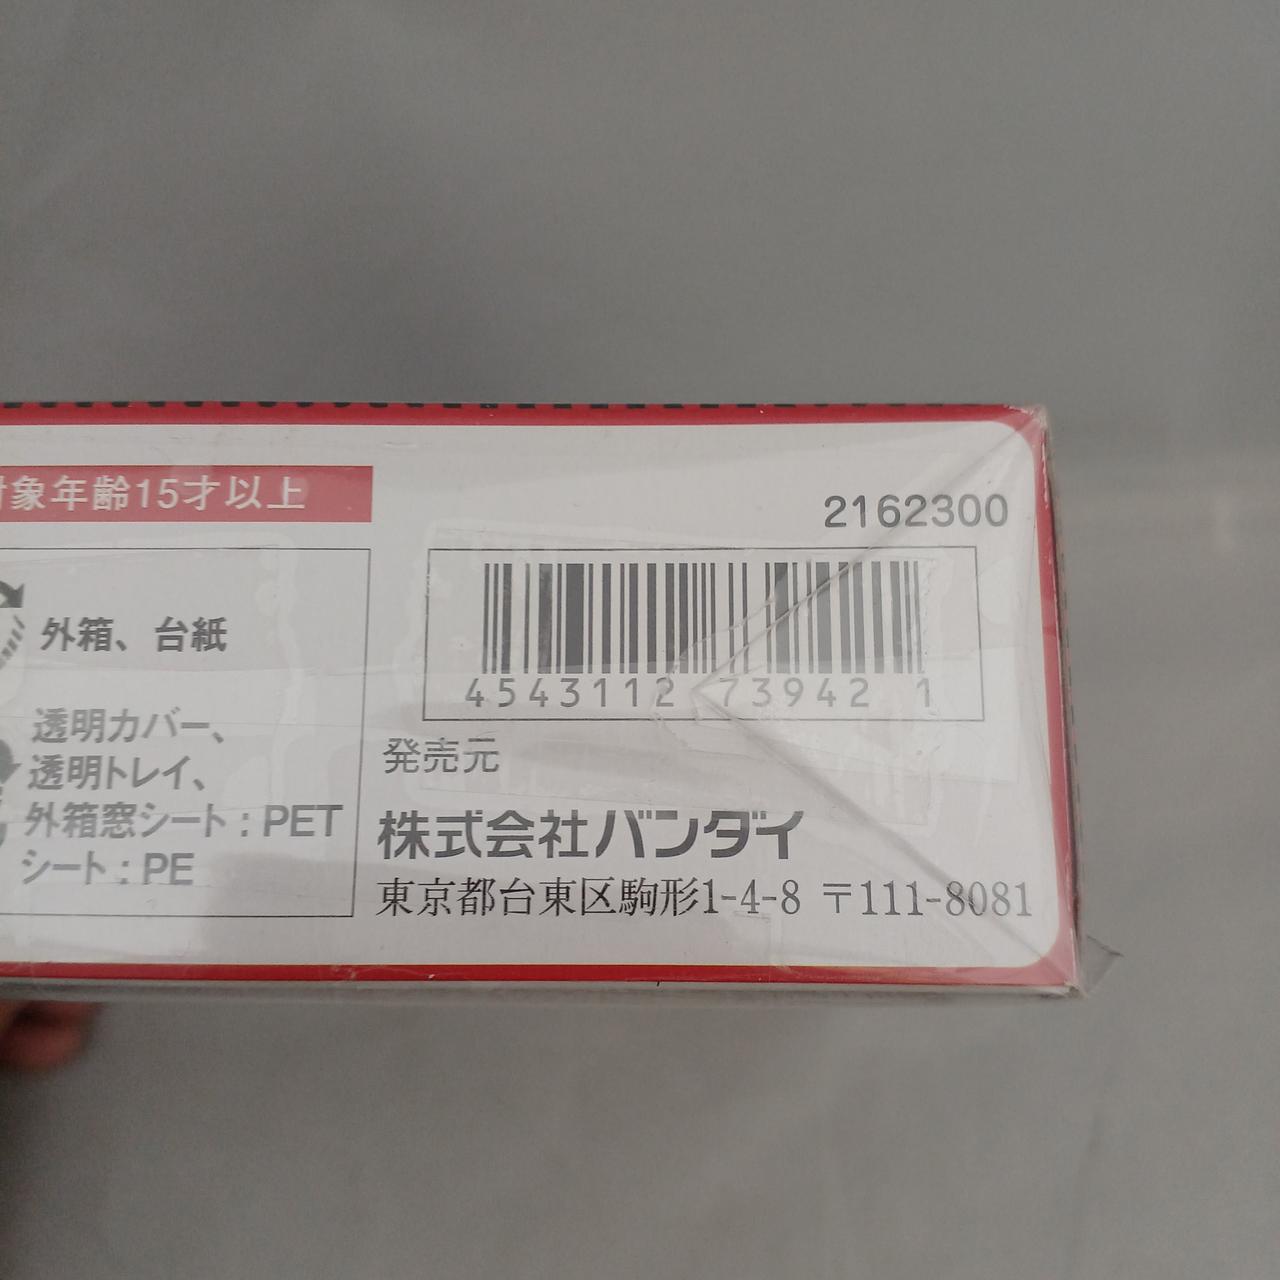 対象年齢15才以上
2162300
外箱、台紙
透明カバー、
透明トレイ、
外箱窓シート：PET
シート：PE
4543112 73942 1
発売元
株式会社バンダイ
東京都台東区駒形1-4-8 〒111-8081